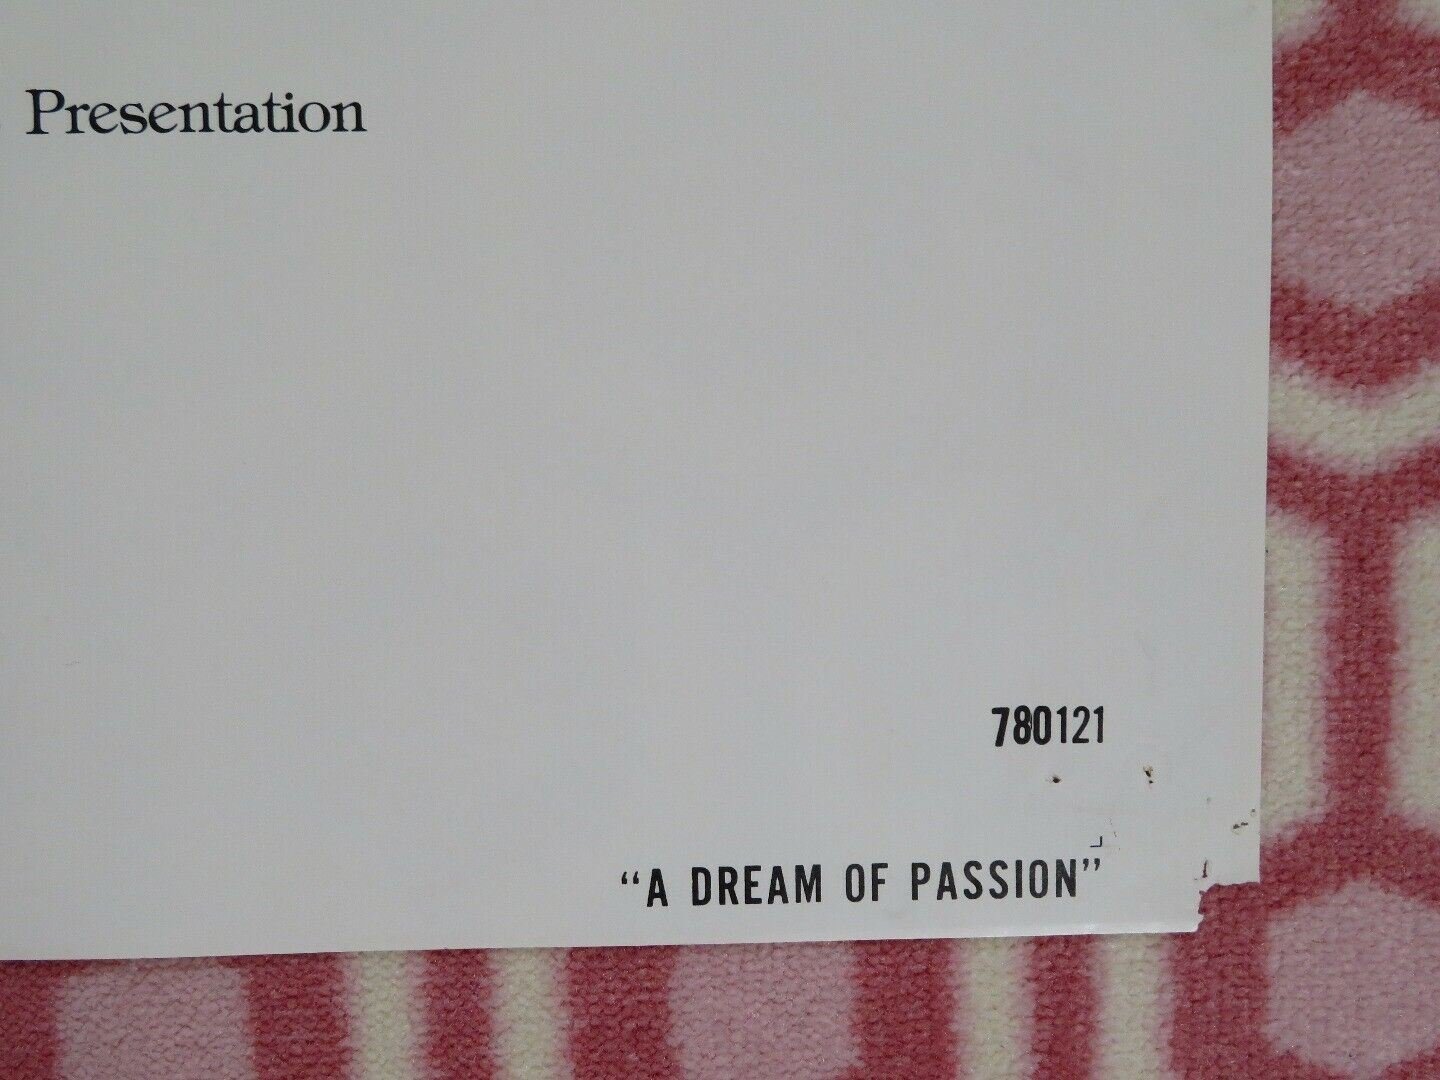 Presentation
780121
“A DREAM OF PASSION”